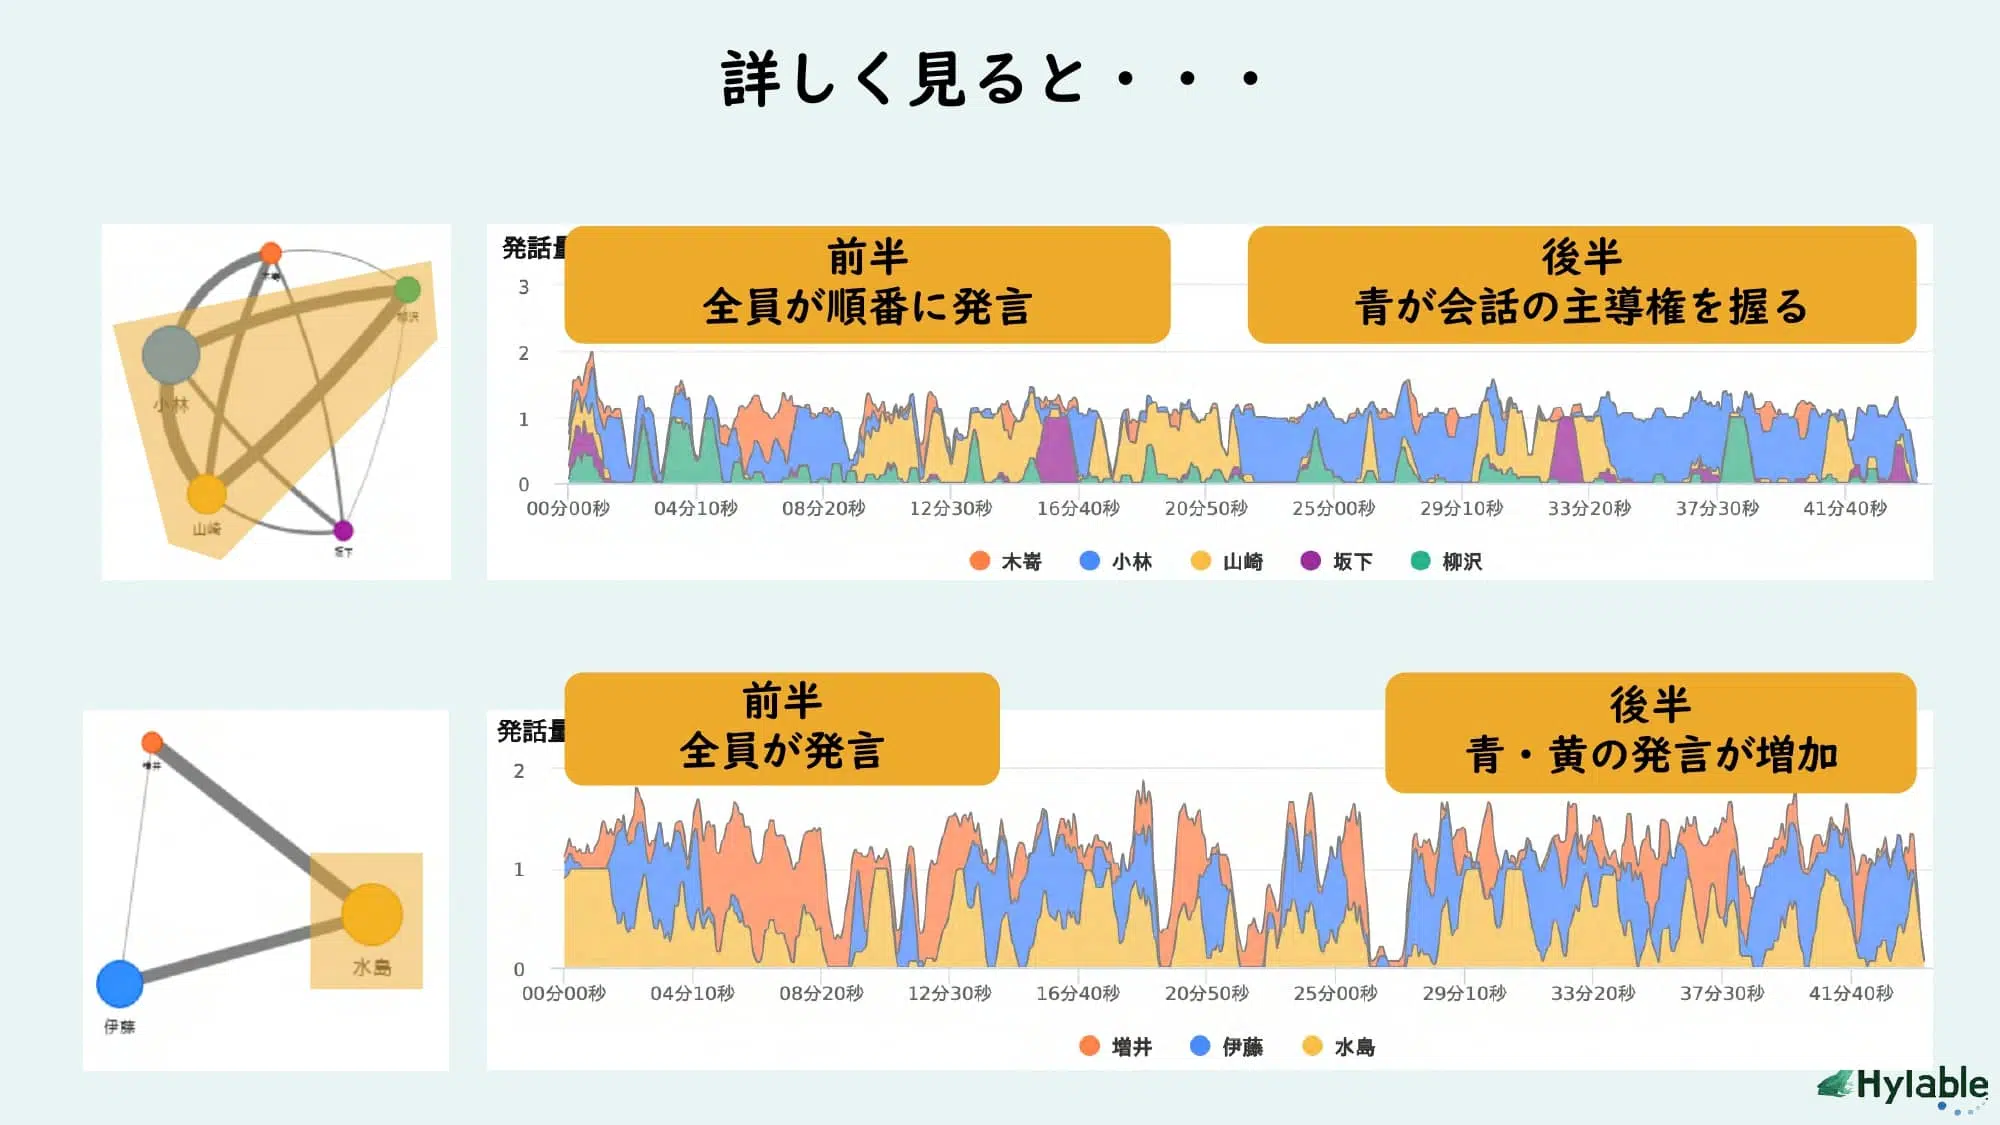 詳しく見ると・・・
小林
柳沢
山崎
坂下
発話量
前半
全員が順番に発言
後半
青が会話の主導権を握る
3
2
1
0
00分00秒 04分10秒 08分20秒 12分30秒 16分40秒 20分50秒 25分00秒 29分10秒 33分20秒 37分30秒 41分40秒
木嵜 小林 山崎 坂下 柳沢
増井
水島
伊藤
発話量
前半
全員が発言
後半
青・黄の発言が増加
2
1
0
00分00秒 04分10秒 08分20秒 12分30秒 16分40秒 20分50秒 25分00秒 29分10秒 33分20秒 37分30秒 41分40秒
増井 伊藤 水島
Hylable